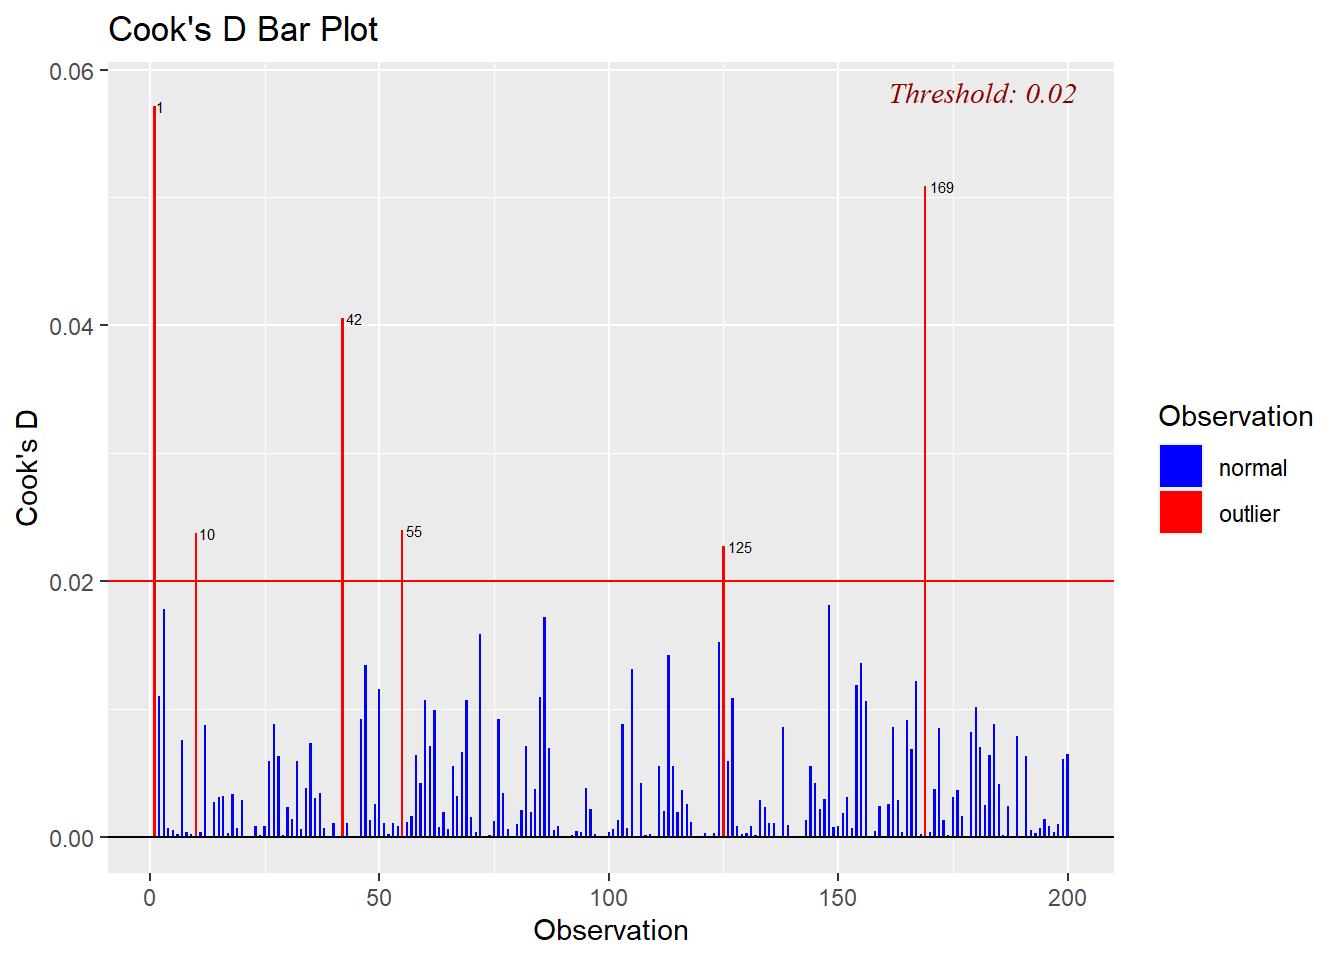 Cook's D Bar Plot
0.06
Threshold: 0.02
1
169
42
0.04
Cook's D
Observation
normal
outlier
55
10
125
0.02
0.00
0 50 100 150 200
Observation